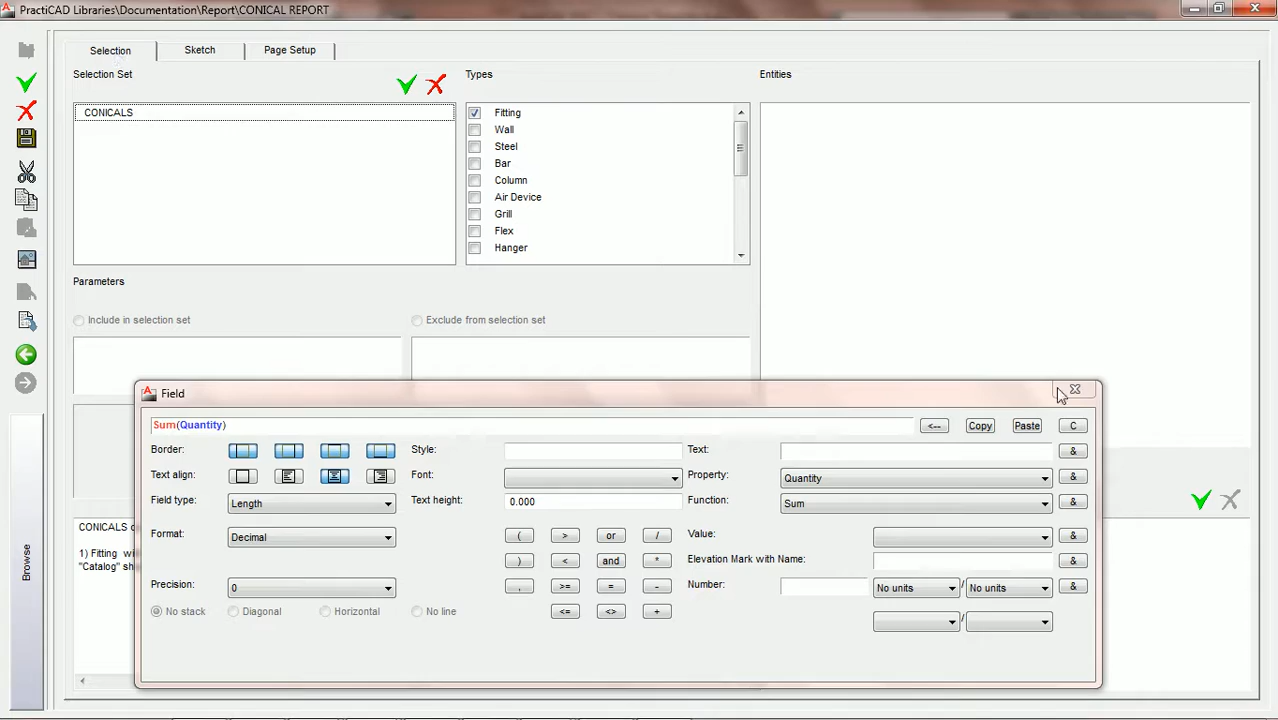 PractiCAD Libraries\Documentation\Report\CONICAL REPORT
Selection Sketch Page Setup
Selection Set Types Entities
CONICALS
Fitting
Wall
Steel
Bar
Column
Air Device
Grill
Flex
Hanger
Parameters
Include in selection set Exclude from selection set
Field
Sum(Quantity) <-- Copy Paste C
Border: Style: Text: &
Text align: Font: Property: Quantity &
Field type: Length Text height: 0.000 Function: Sum &
Format: Decimal ( > or / Value: &
) < and * Elevation Mark with Name: &
Precision: 0 , >= = - Number: No units / No units &
No stack Diagonal Horizontal No line <= <> + /
CONICALS
1) Fitting
"Catalog"
Browse